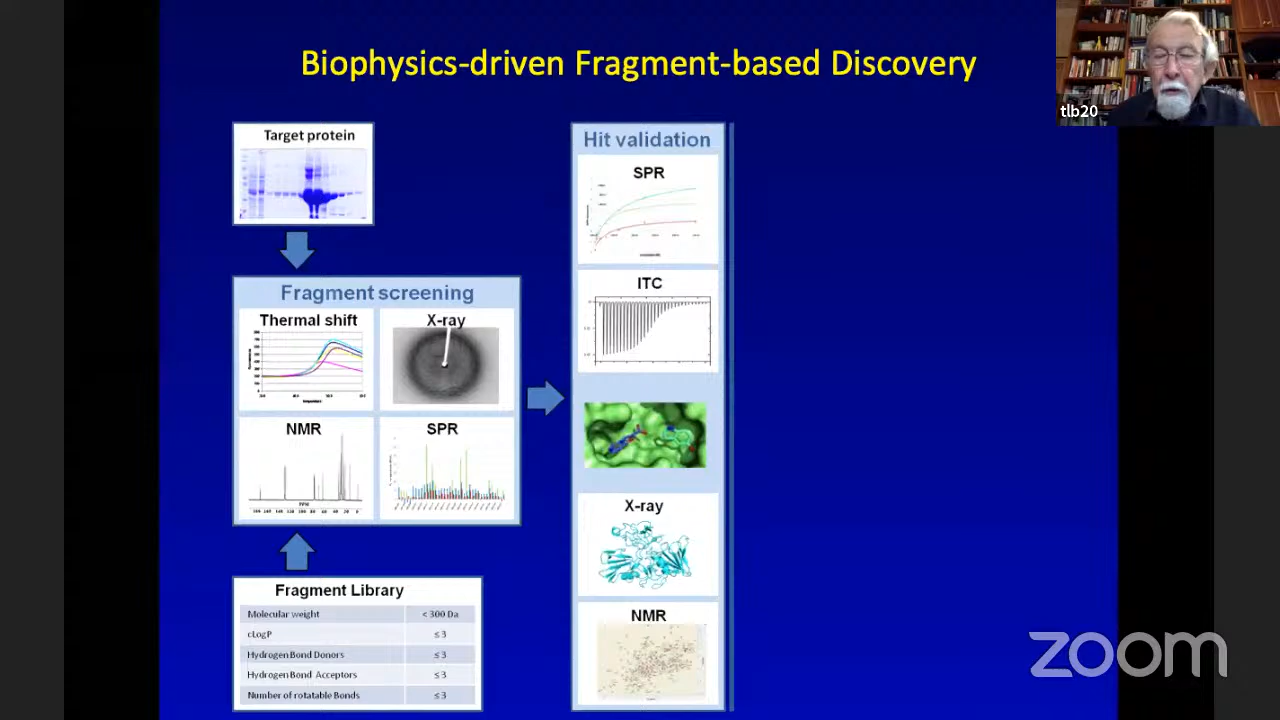 Biophysics-driven Fragment-based Discovery
tlb20
Target protein
Fragment screening
Thermal shift
X-ray
NMR
SPR
Fragment Library
Molecular weight < 300 Da
cLogP ≤ 3
Hydrogen Bond Donors ≤ 3
Hydrogen Bond Acceptors ≤ 3
Number of rotatable Bonds ≤ 3
Hit validation
SPR
ITC
X-ray
NMR
zoom